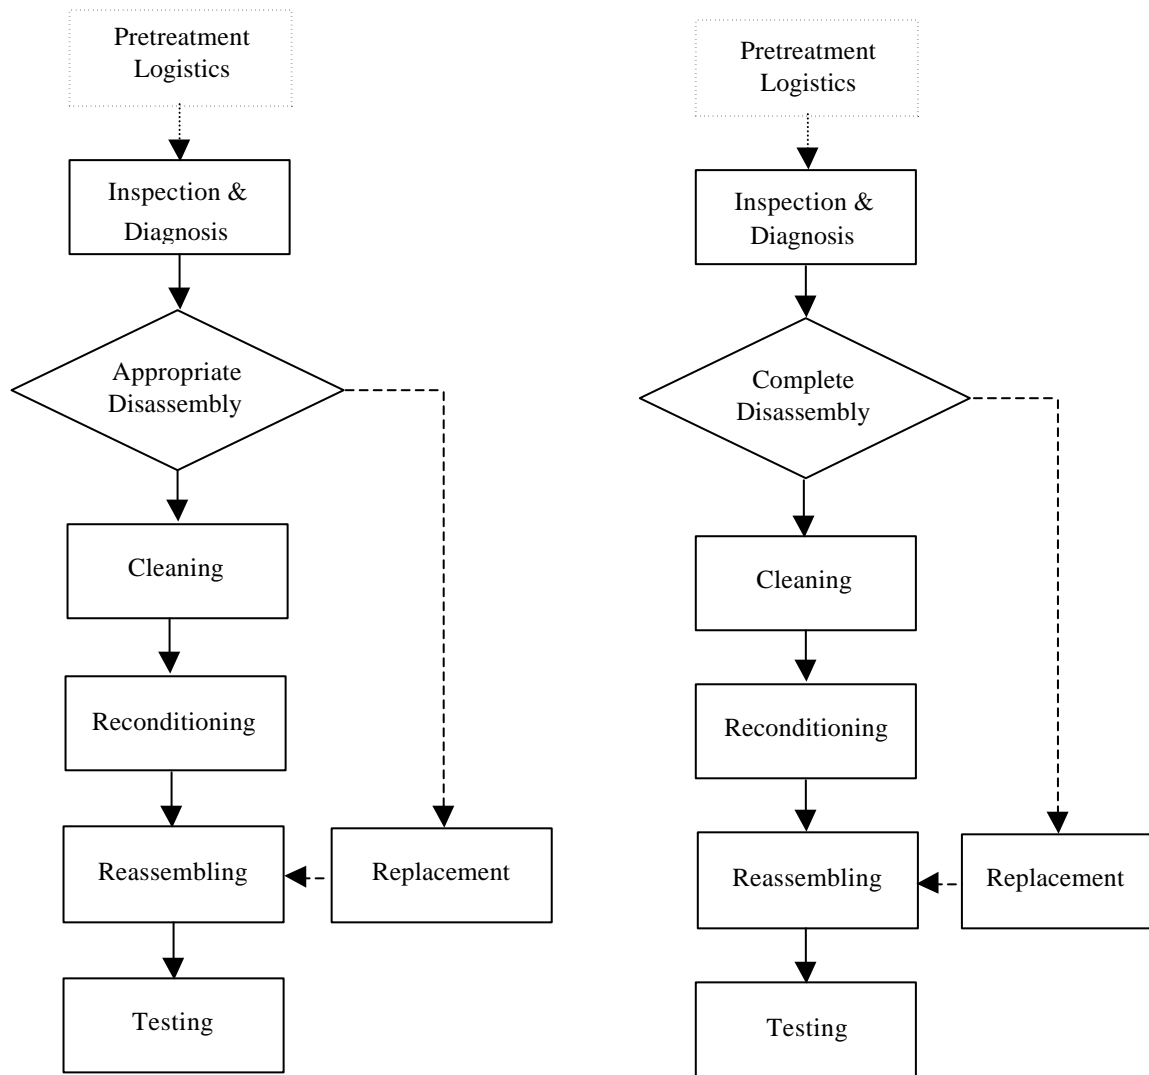 Pretreatment
Logistics
Inspection &
Diagnosis
Appropriate
Disassembly
Cleaning
Reconditioning
Reassembling
Replacement
Testing
Pretreatment
Logistics
Inspection &
Diagnosis
Complete
Disassembly
Cleaning
Reconditioning
Reassembling
Replacement
Testing